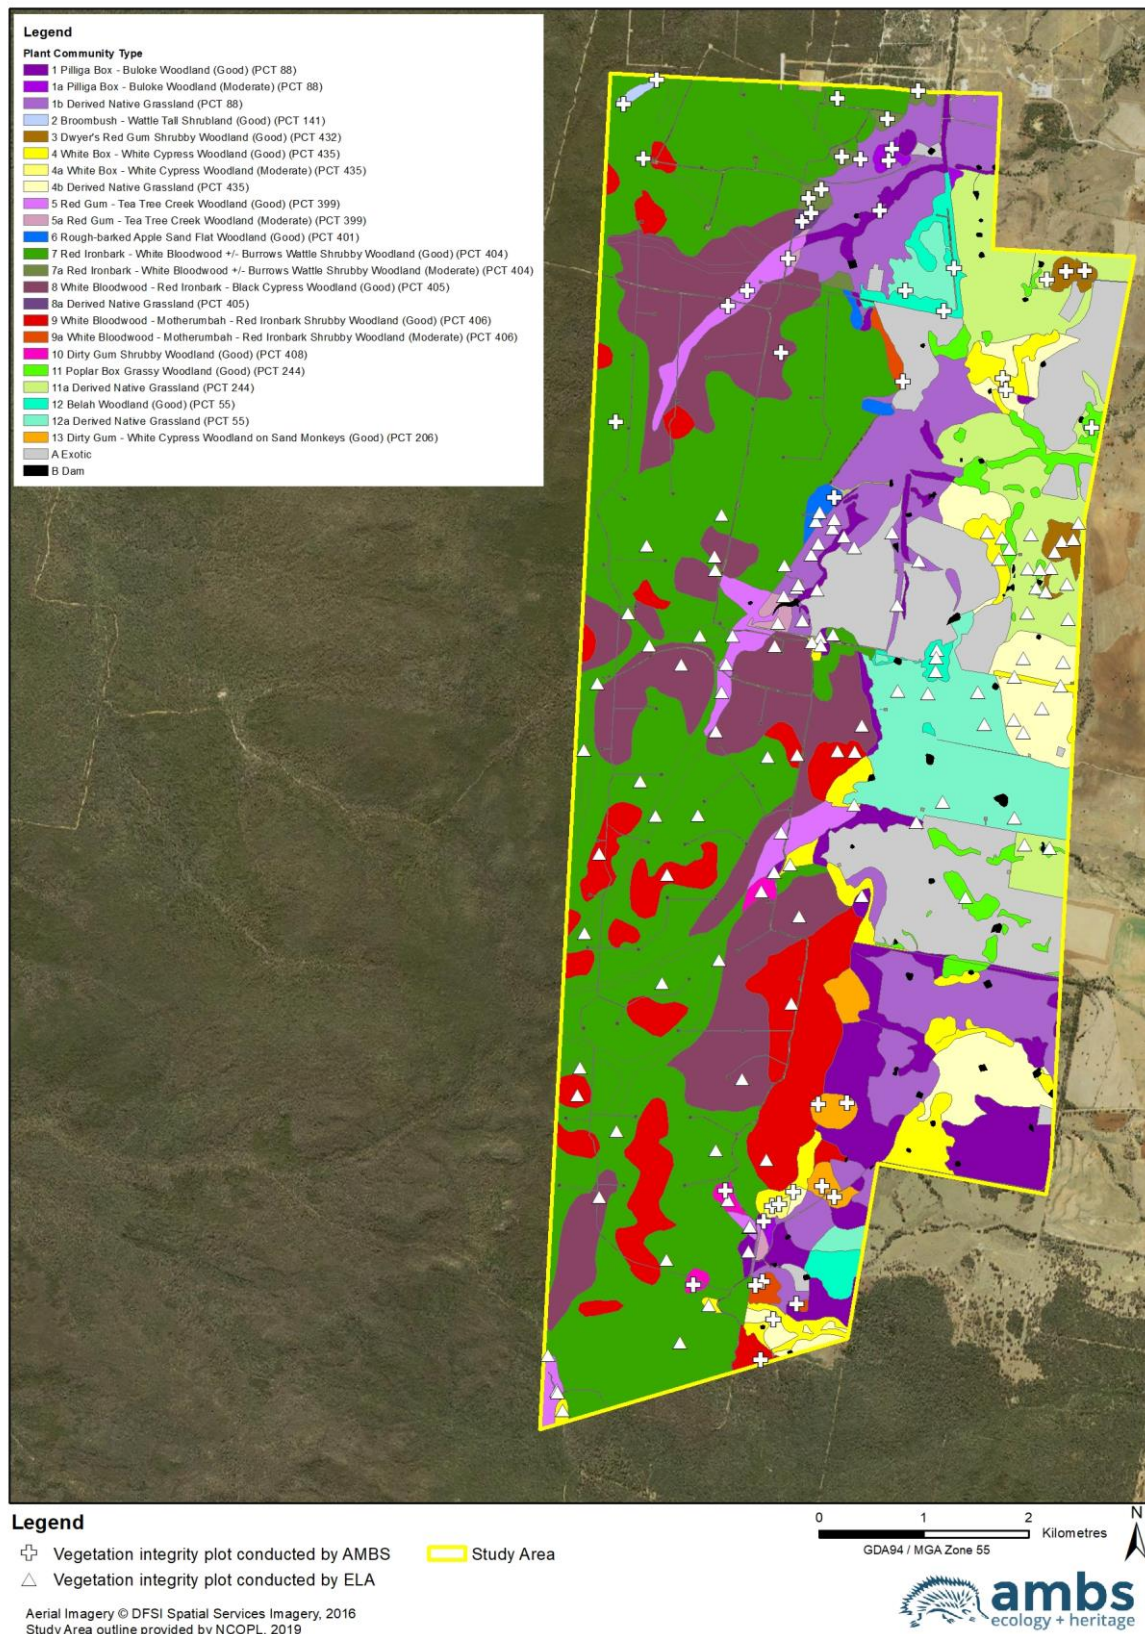 Legend
Plant Community Type
1 Pilliga Box - Buloke Woodland (Good) (PCT 88)
1a Pilliga Box - Buloke Woodland (Moderate) (PCT 88)
1b Derived Native Grassland (PCT 88)
2 Broombush - Wattle Tall Shrubland (Good) (PCT 141)
3 Dwyer's Red Gum Shrubby Woodland (Good) (PCT 432)
4 White Box - White Cypress Woodland (Good) (PCT 435)
4a White Box - White Cypress Woodland (Moderate) (PCT 435)
4b Derived Native Grassland (PCT 435)
5 Red Gum - Tea Tree Creek Woodland (Good) (PCT 399)
5a Red Gum - Tea Tree Creek Woodland (Moderate) (PCT 399)
6 Rough-barked Apple Sand Flat Woodland (Good) (PCT 401)
7 Red Ironbark - White Bloodwood +/- Burrows Wattle Shrubby Woodland (Good) (PCT 404)
7a Red Ironbark - White Bloodwood +/- Burrows Wattle Shrubby Woodland (Moderate) (PCT 404)
8 White Bloodwood - Red Ironbark - Black Cypress Woodland (Good) (PCT 405)
8a Derived Native Grassland (PCT 405)
9 White Bloodwood - Motherumbah - Red Ironbark Shrubby Woodland (Good) (PCT 406)
9a White Bloodwood - Motherumbah - Red Ironbark Shrubby Woodland (Moderate) (PCT 406)
10 Dirty Gum Shrubby Woodland (Good) (PCT 408)
11 Poplar Box Grassy Woodland (Good) (PCT 244)
11a Derived Native Grassland (PCT 244)
12 Belah Woodland (Good) (PCT 55)
12a Derived Native Grassland (PCT 55)
13 Dirty Gum - White Cypress Woodland on Sand Monkeys (Good) (PCT 206)
A Exotic
B Dam
Legend
Vegetation integrity plot conducted by AMBS
Study Area
Vegetation integrity plot conducted by ELA
0 1 2
Kilometres
GDA94 / MGA Zone 55
N
Aerial Imagery © DFSI Spatial Services Imagery, 2016
Study Area outline provided by NCOPL, 2019
ambs
ecology + heritage